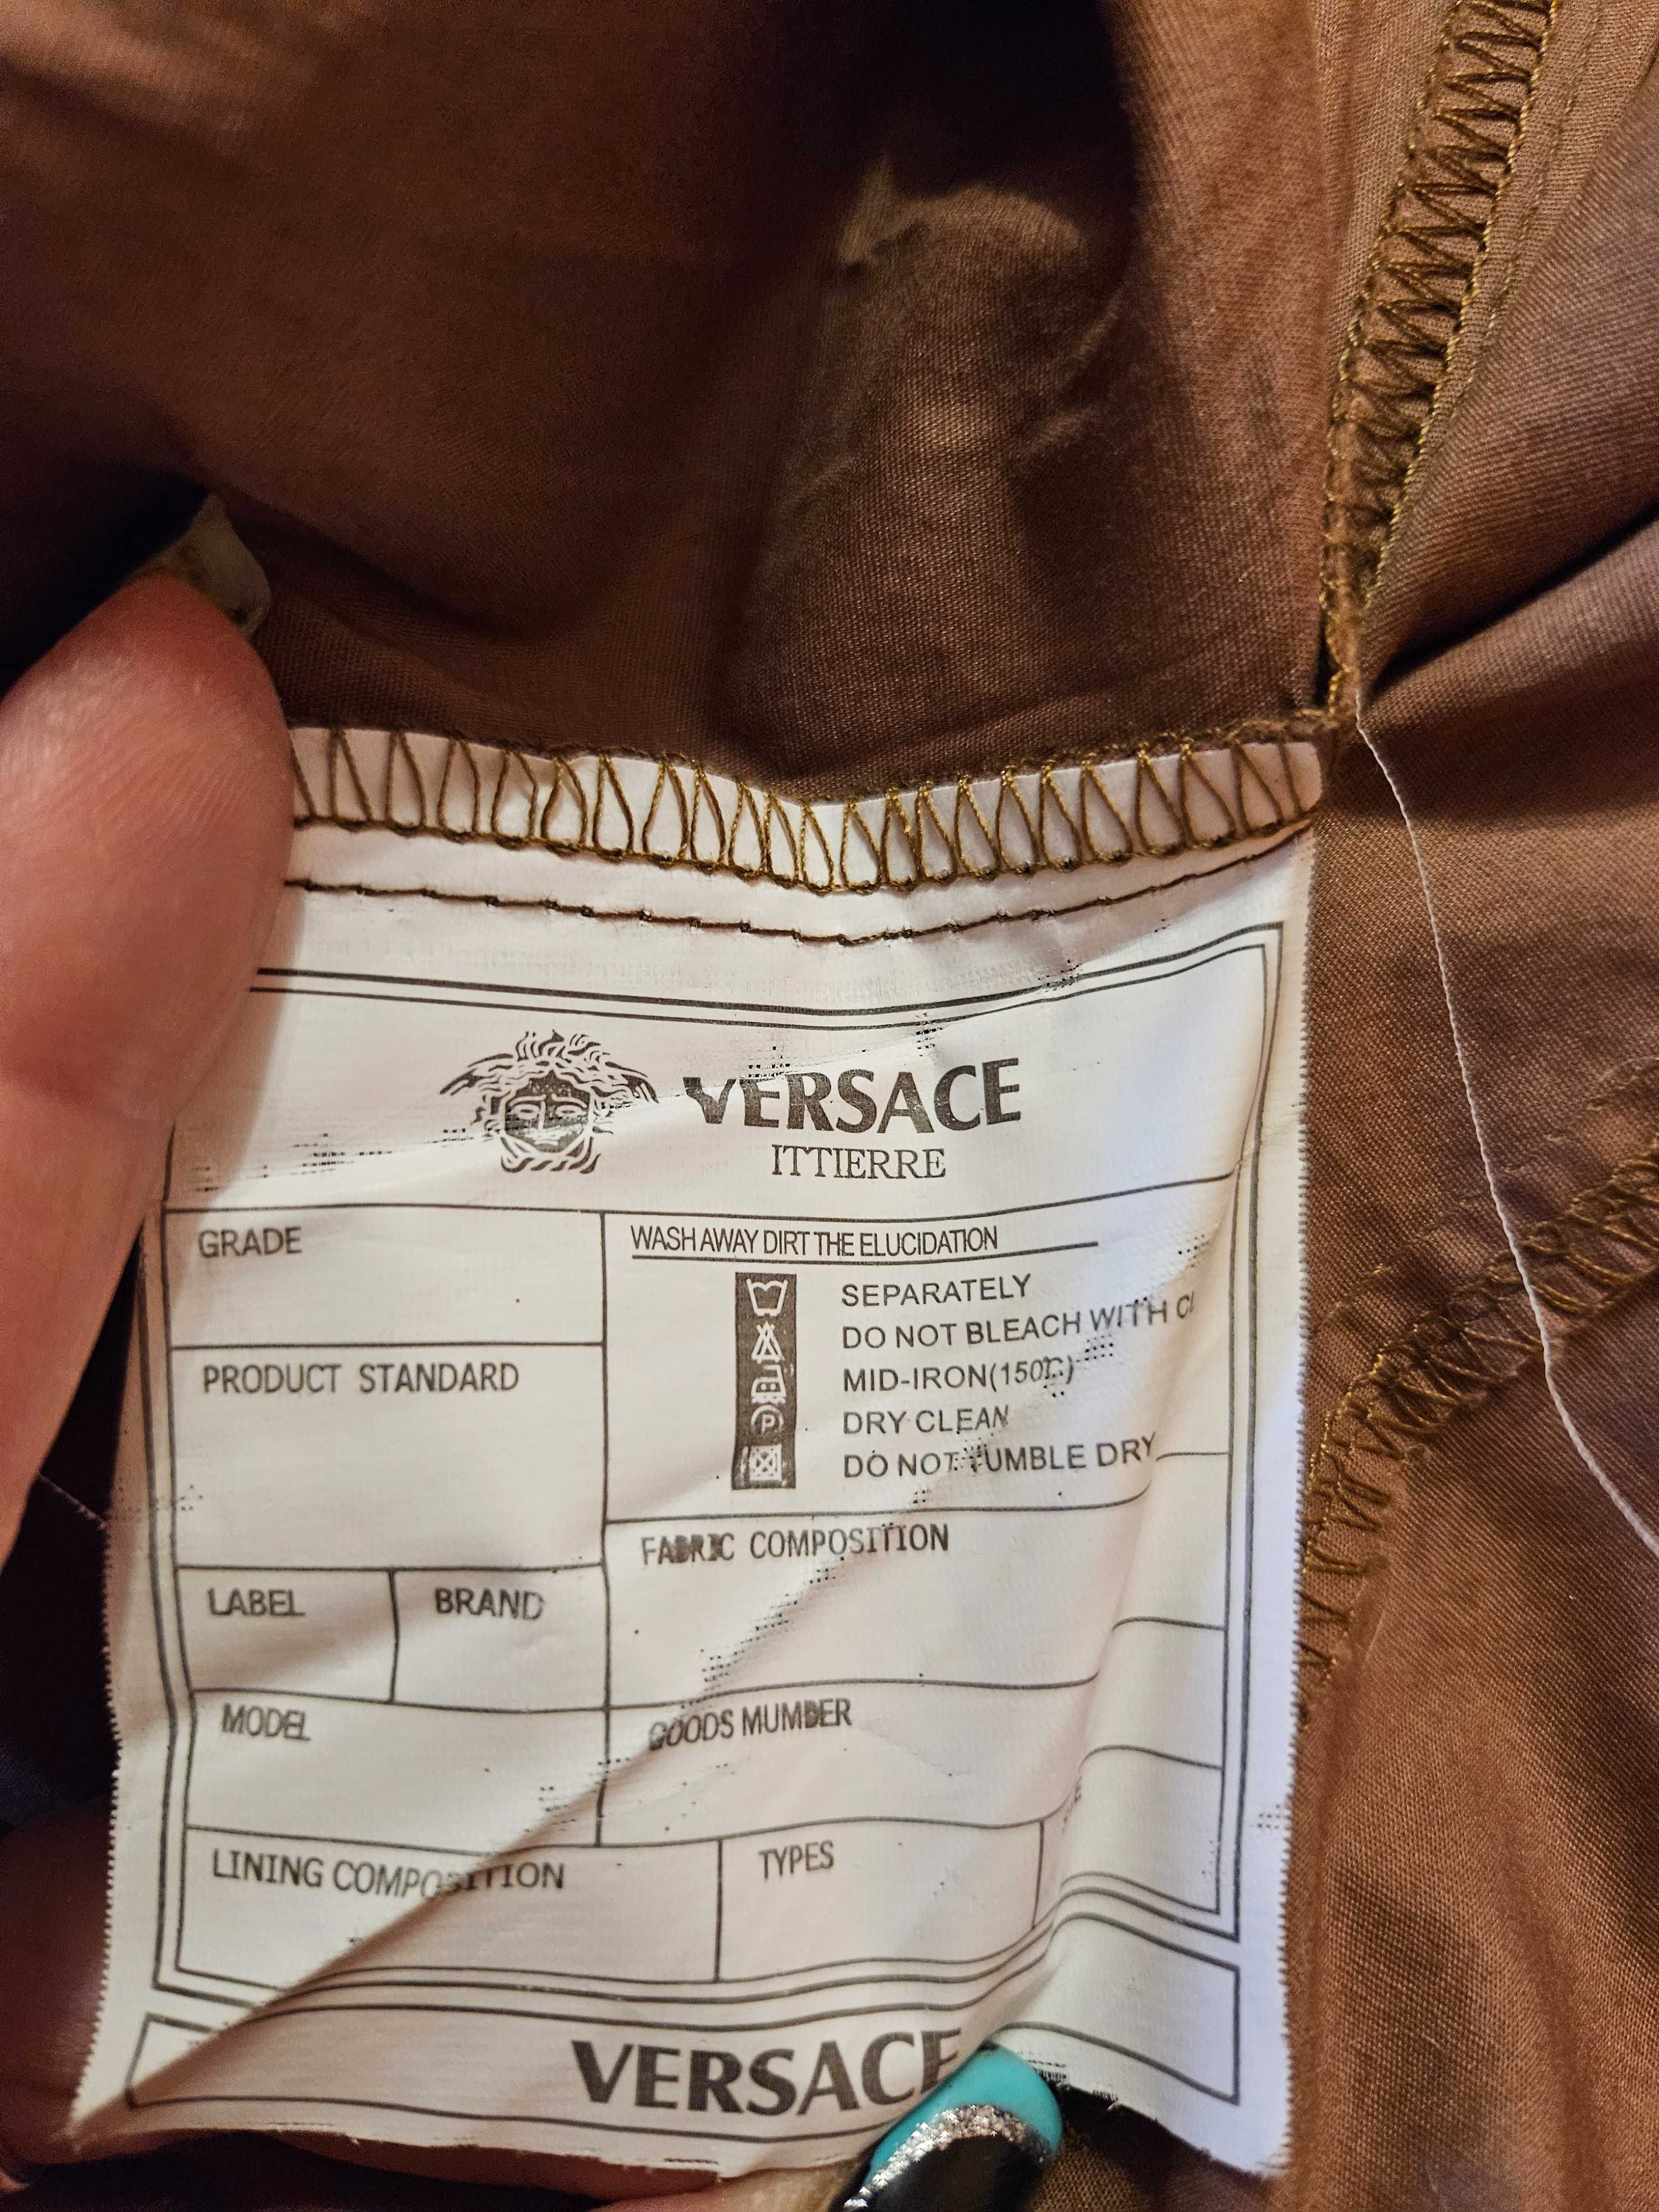 VERSACE
ITTIERRE
GRADE
WASH AWAY DIRT THE ELUCIDATION
SEPARATELY
DO NOT BLEACH WITH CL
MID-IRON(150℃)
DRY CLEAN
DO NOT TUMBLE DRY
P
PRODUCT STANDARD
FABRIC COMPOSITION
LABEL
BRAND
MODEL
GOODS MUMBER
LINING COMPOSITION
TYPES
VERSACE